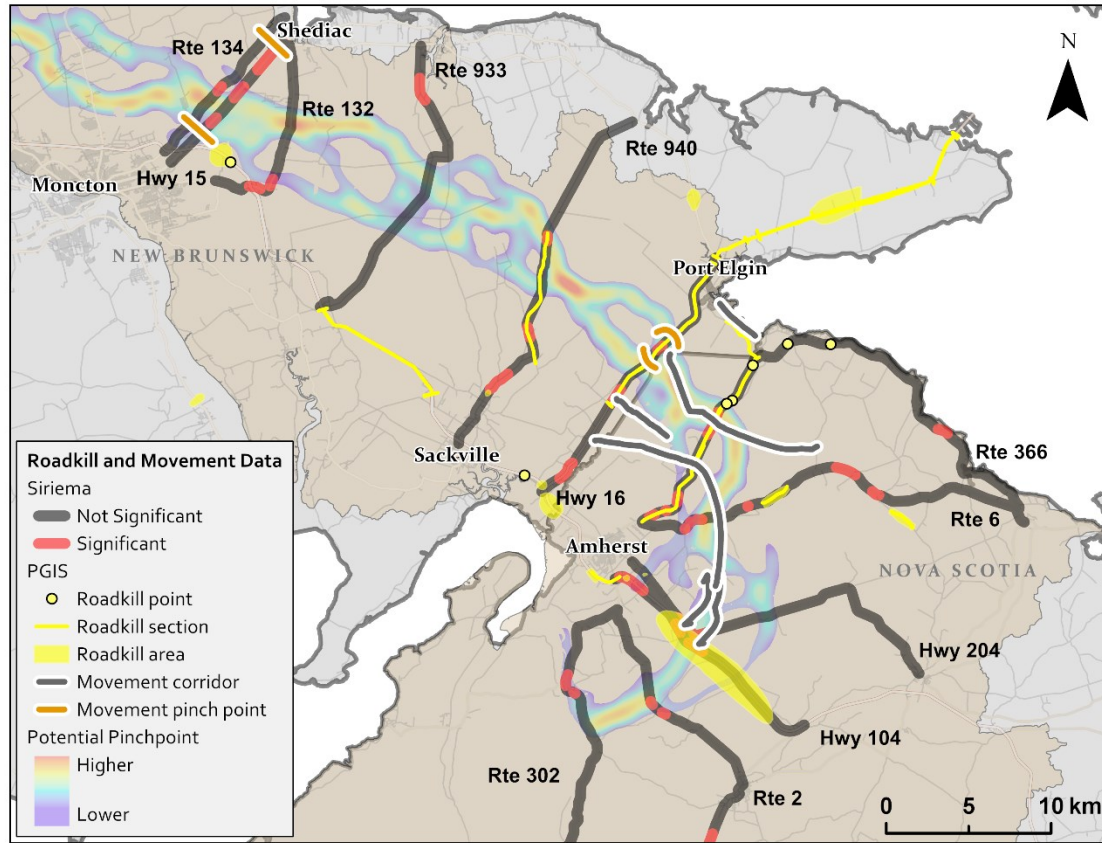 Shediac
Rte 134
Rte 933
N
Rte 132
Rte 940
Hwy 15
Moncton
NEW BRUNSWICK
Port Elgin
Sackville
Rte 366
Hwy 16
Rte 6
Amherst
NOVA SCOTIA
Hwy 204
Hwy 104
Rte 302
Rte 2
Roadkill and Movement Data
Siriema
Not Significant
Significant
PGIS
Roadkill point
Roadkill section
Roadkill area
Movement corridor
Movement pinch point
Potential Pinchpoint
Higher
Lower
0 5 10 km